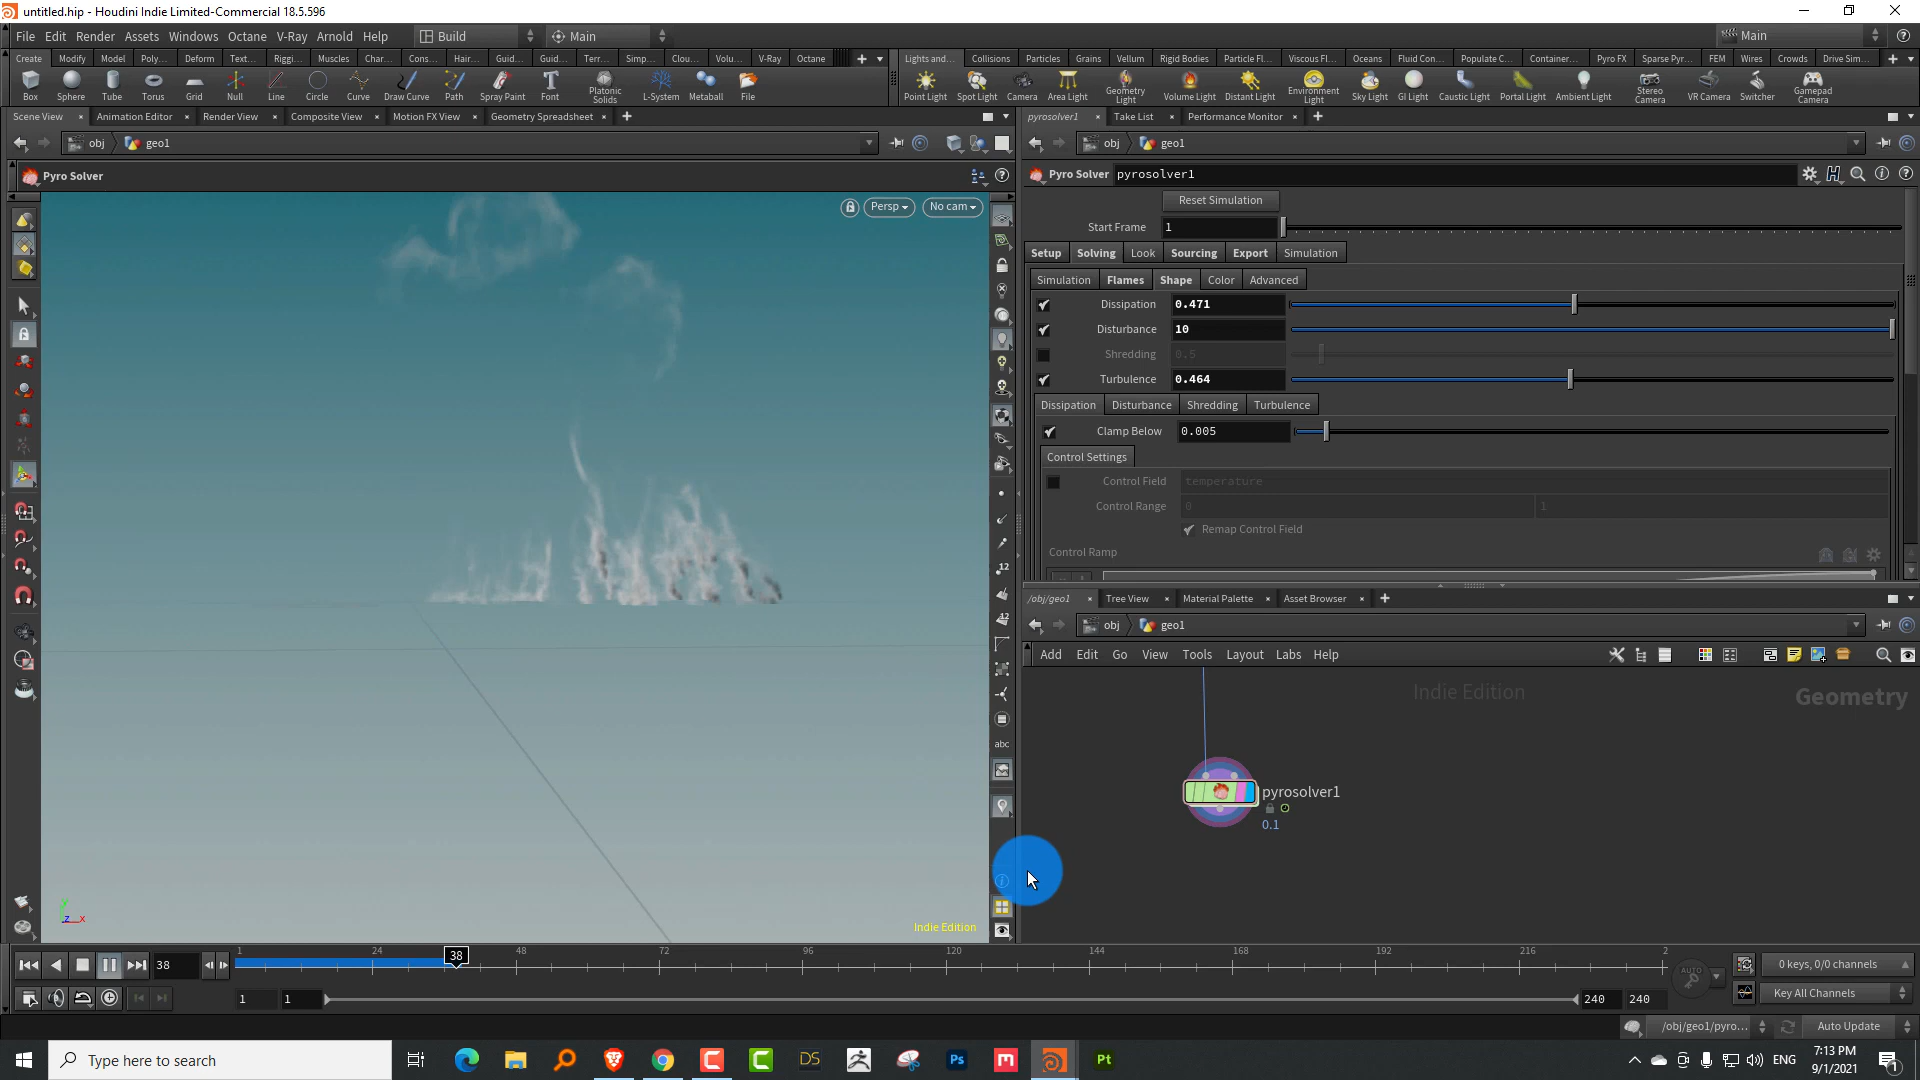 untitled.hip - Houdini Indie Limited-Commercial 18.5.596
File Edit Render Assets Windows Octane V-Ray Arnold Help Build Main Main
Create Modify Model Poly... Deform Text... Riggi... Muscles Char... Cons... Hair... Guid... Guid... Terr... Simp... Clou... Volu... V-Ray Octane
Lights and... Collisions Particles Grains Vellum Rigid Bodies Particle Fl... Viscous Fl... Oceans Fluid Con... Populate C... Container... Pyro FX Sparse Pyr... FEM Wires Crowds Drive Sim...
Box Sphere Tube Torus Grid Null Line Circle Curve Draw Curve Path Spray Paint Font Platonic Solids L-System Metaball File
Point Light Spot Light Camera Area Light Geometry Light Volume Light Distant Light Environment Light Sky Light GI Light Caustic Light Portal Light Ambient Light Stereo Camera VR Camera Switcher Gamepad Camera
Scene View Animation Editor Render View Composite View Motion FX View Geometry Spreadsheet
pyrosolver1 Take List Performance Monitor
obj geo1
obj geo1
Pyro Solver
Pyro Solver pyrosolver1
Persp No cam
Reset Simulation
Start Frame 1
Setup Solving Look Sourcing Export Simulation
Simulation Flames Shape Color Advanced
Dissipation 0.471
Disturbance 10
Shredding 0.5
Turbulence 0.464
Dissipation Disturbance Shredding Turbulence
Clamp Below 0.005
Control Settings
Control Field temperature
Control Range 0 1
Remap Control Field
Control Ramp
/obj/geo1 Tree View Material Palette Asset Browser
obj geo1
Add Edit Go View Tools Layout Labs Help
Indie Edition
Geometry
pyrosolver1
0.1
12
12
abc
y
z x
Indie Edition
38
1 24 38 48 72 96 120 144 168 192 216 2
AUTO
0 keys, 0/0 channels
1 1 240 240
Key All Channels
/obj/geo1/pyro... Auto Update
Type here to search
DS Ps Pt
ENG
7:13 PM
9/1/2021
1